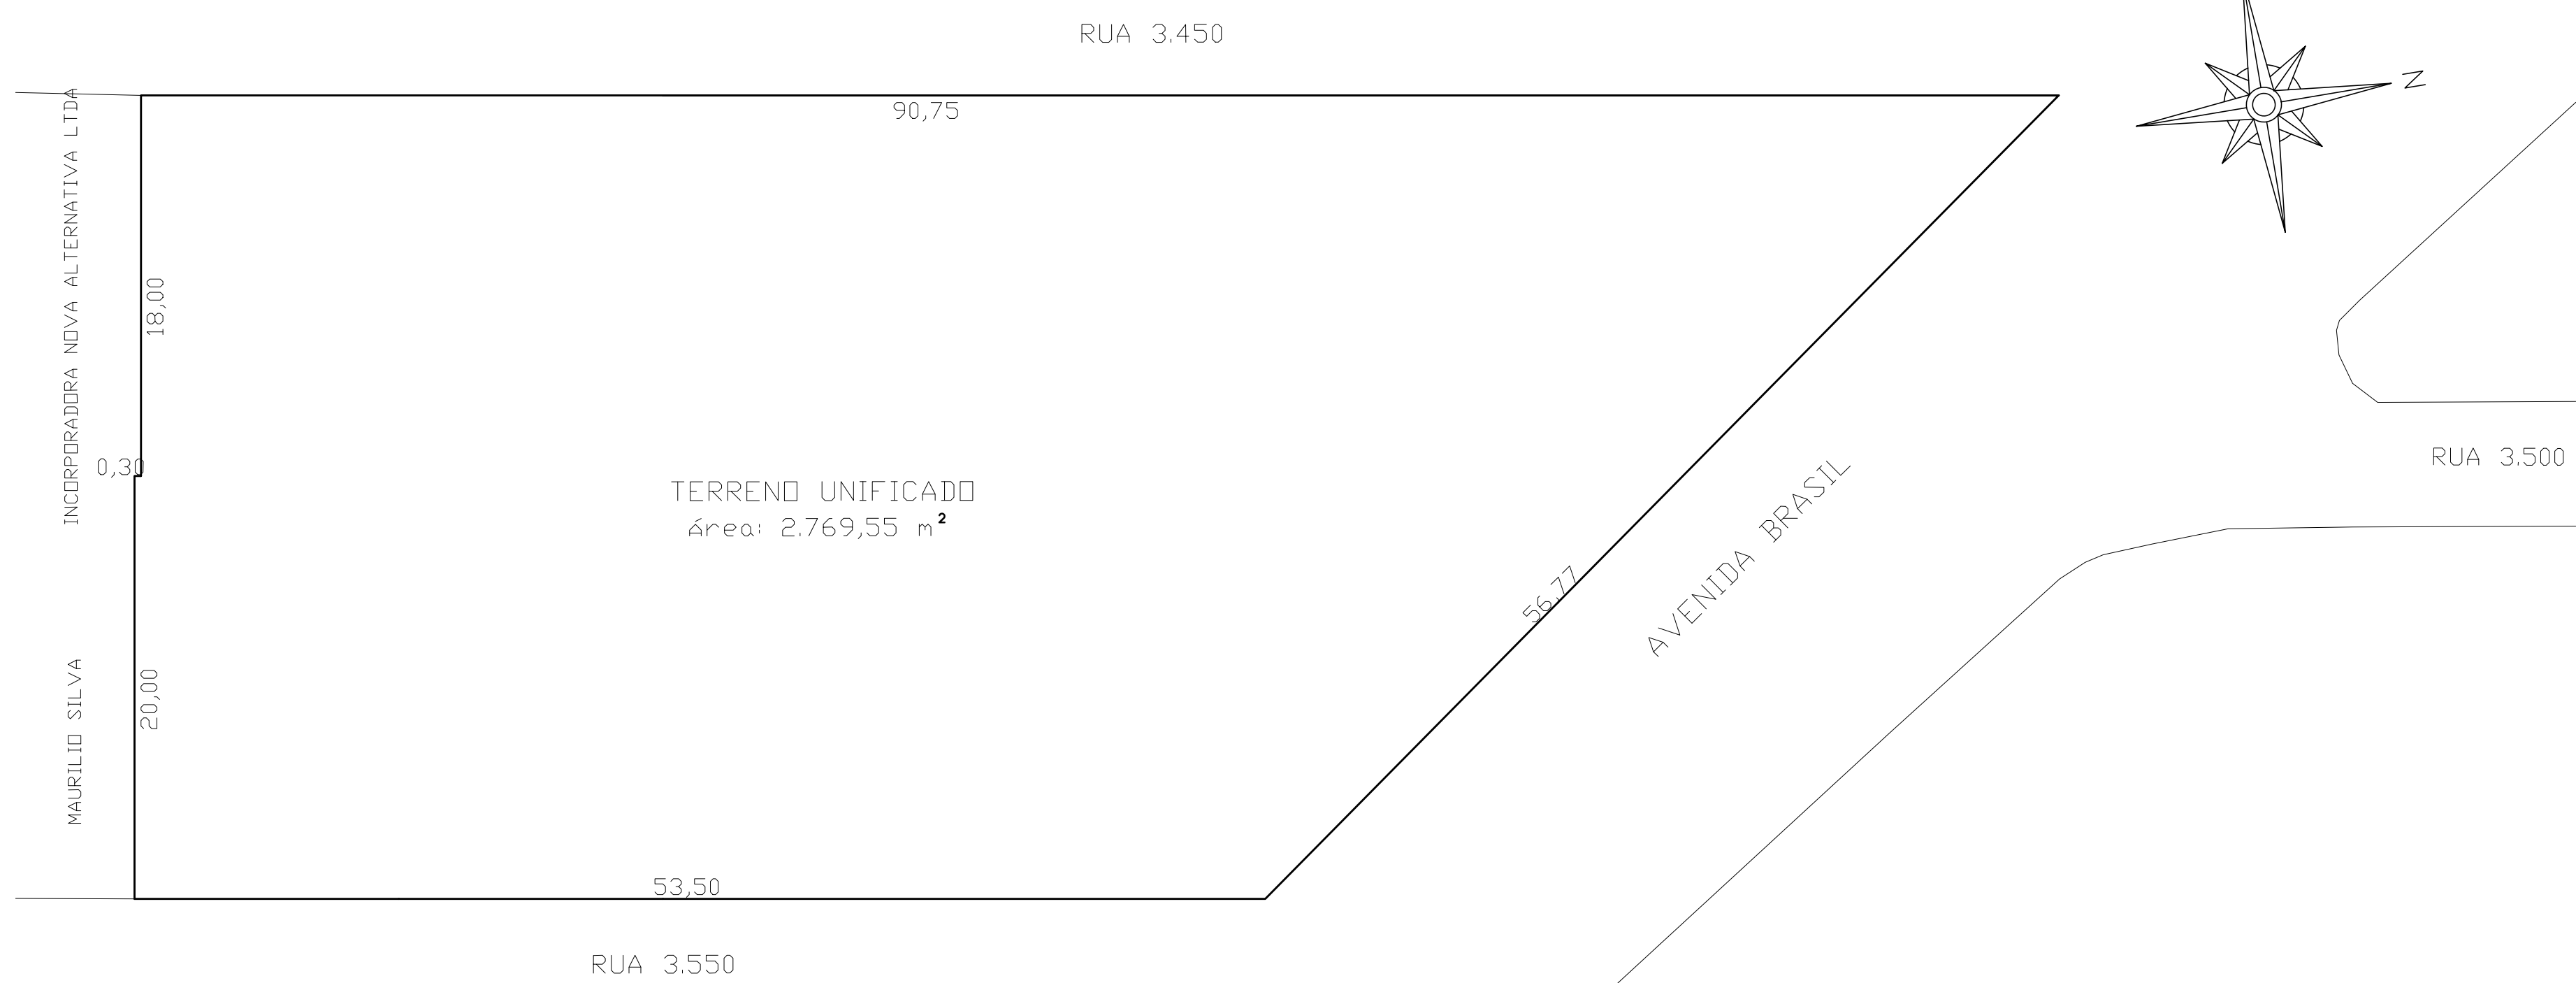 RUA 3.450
N
90,75
INCORPORADORA NOVA ALTERNATIVA LTDA
18,00
0,30
RUA 3.500
TERRENO UNIFICADO
área: 2.769,55 m²
AVENIDA BRASIL
56,77
MAURILIO SILVA
20,00
53,50
RUA 3.550